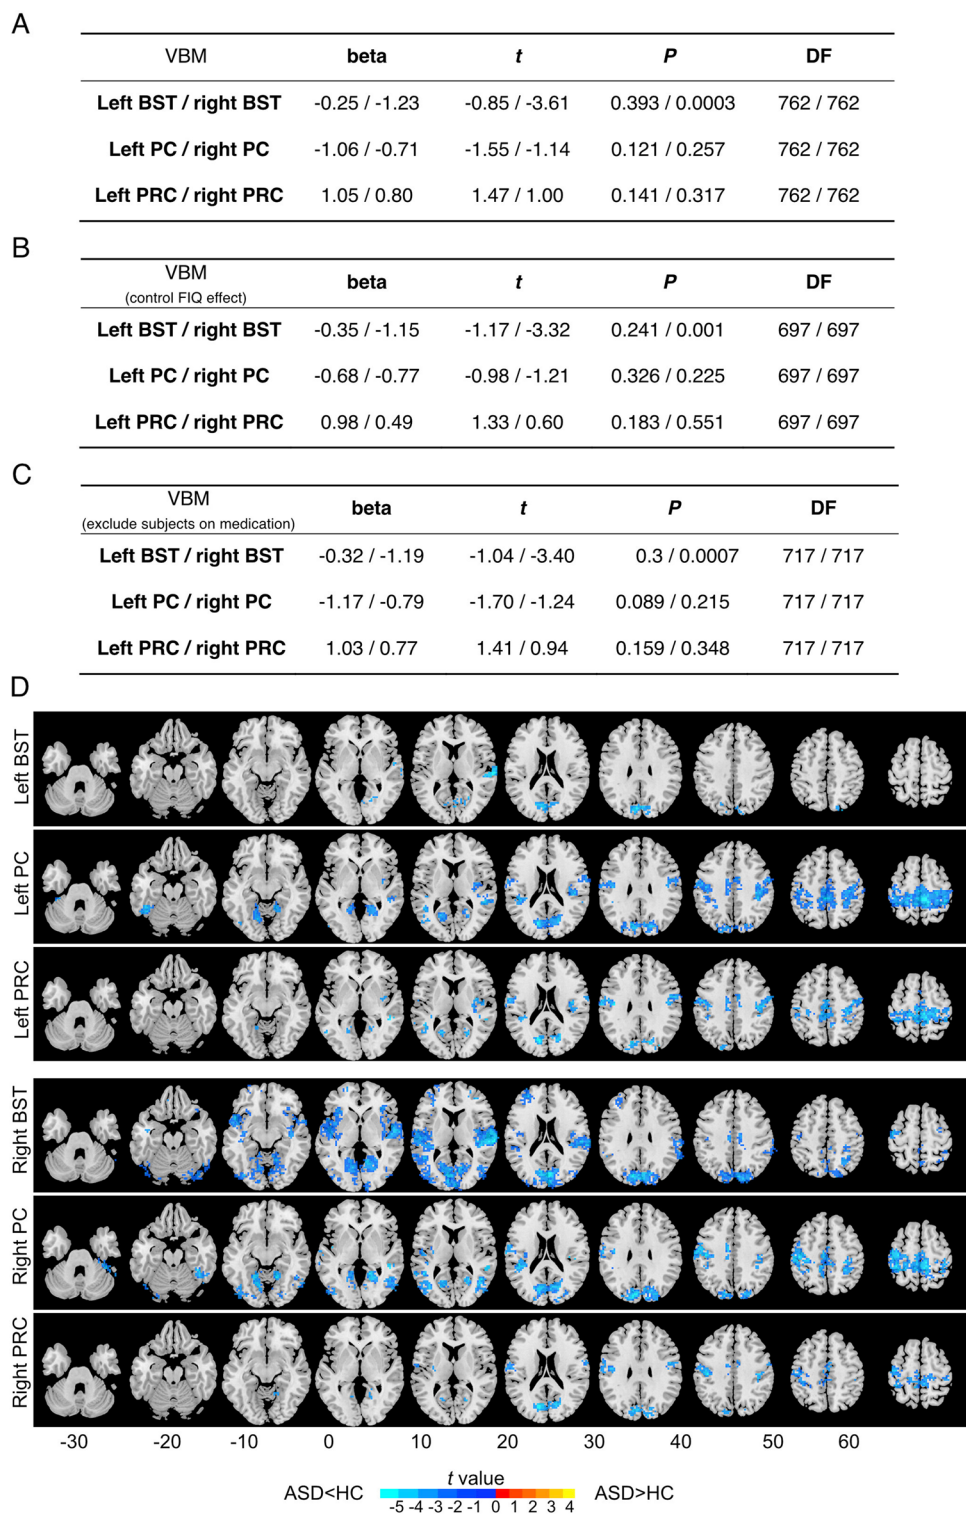 A
VBM beta t P DF
Left BST / right BST -0.25 / -1.23 -0.85 / -3.61 0.393 / 0.0003 762 / 762
Left PC / right PC -1.06 / -0.71 -1.55 / -1.14 0.121 / 0.257 762 / 762
Left PRC / right PRC 1.05 / 0.80 1.47 / 1.00 0.141 / 0.317 762 / 762
B
VBM beta t P DF
(control FIQ effect)
Left BST / right BST -0.35 / -1.15 -1.17 / -3.32 0.241 / 0.001 697 / 697
Left PC / right PC -0.68 / -0.77 -0.98 / -1.21 0.326 / 0.225 697 / 697
Left PRC / right PRC 0.98 / 0.49 1.33 / 0.60 0.183 / 0.551 697 / 697
C
VBM beta t P DF
(exclude subjects on medication)
Left BST / right BST -0.32 / -1.19 -1.04 / -3.40 0.3 / 0.0007 717 / 717
Left PC / right PC -1.17 / -0.79 -1.70 / -1.24 0.089 / 0.215 717 / 717
Left PRC / right PRC 1.03 / 0.77 1.41 / 0.94 0.159 / 0.348 717 / 717
D
Left BST
Left PC
Left PRC
Right BST
Right PC
Right PRC
-30 -20 -10 0 10 20 30 40 50 60
t value
ASD<HC ASD>HC
-5 -4 -3 -2 -1 0 1 2 3 4